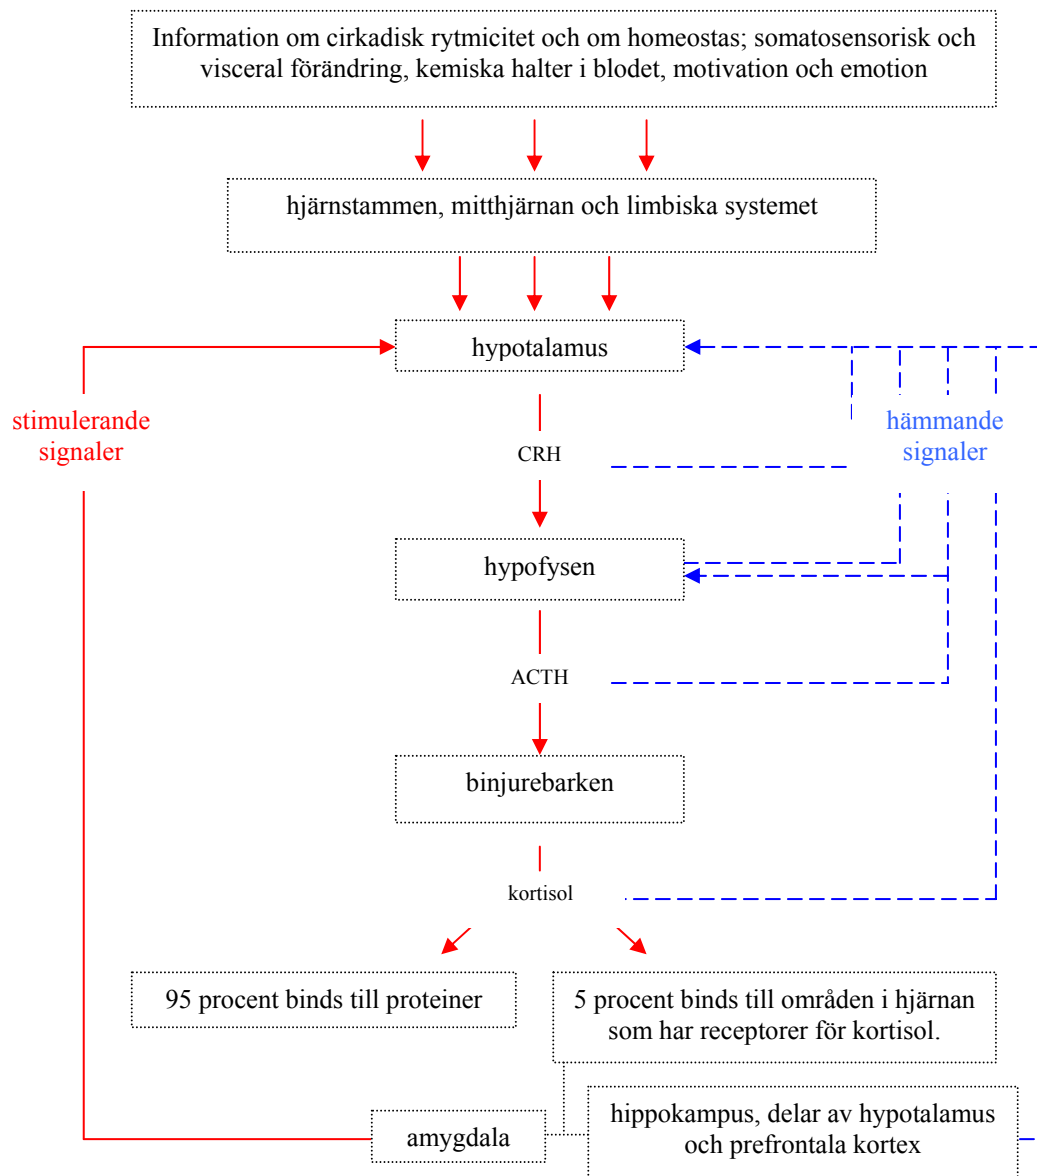 Information om cirkadisk rytmicitet och om homeostas; somatosensorisk och
visceral förändring, kemiska halter i blodet, motivation och emotion
hjärnstammen, mitthjärnan och limbiska systemet
hypotalamus
stimulerande
signaler
hämmande
signaler
CRH
hypofysen
ACTH
binjurebarken
kortisol
95 procent binds till proteiner
5 procent binds till områden i hjärnan
som har receptorer för kortisol.
amygdala
hippokampus, delar av hypotalamus
och prefrontala kortex